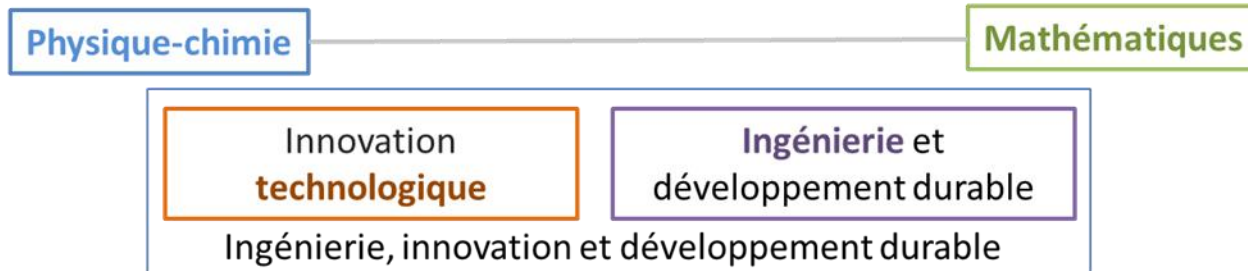 Physique-chimie
Mathématiques
Innovation
technologique
Ingénierie et
développement durable
Ingénierie, innovation et développement durable